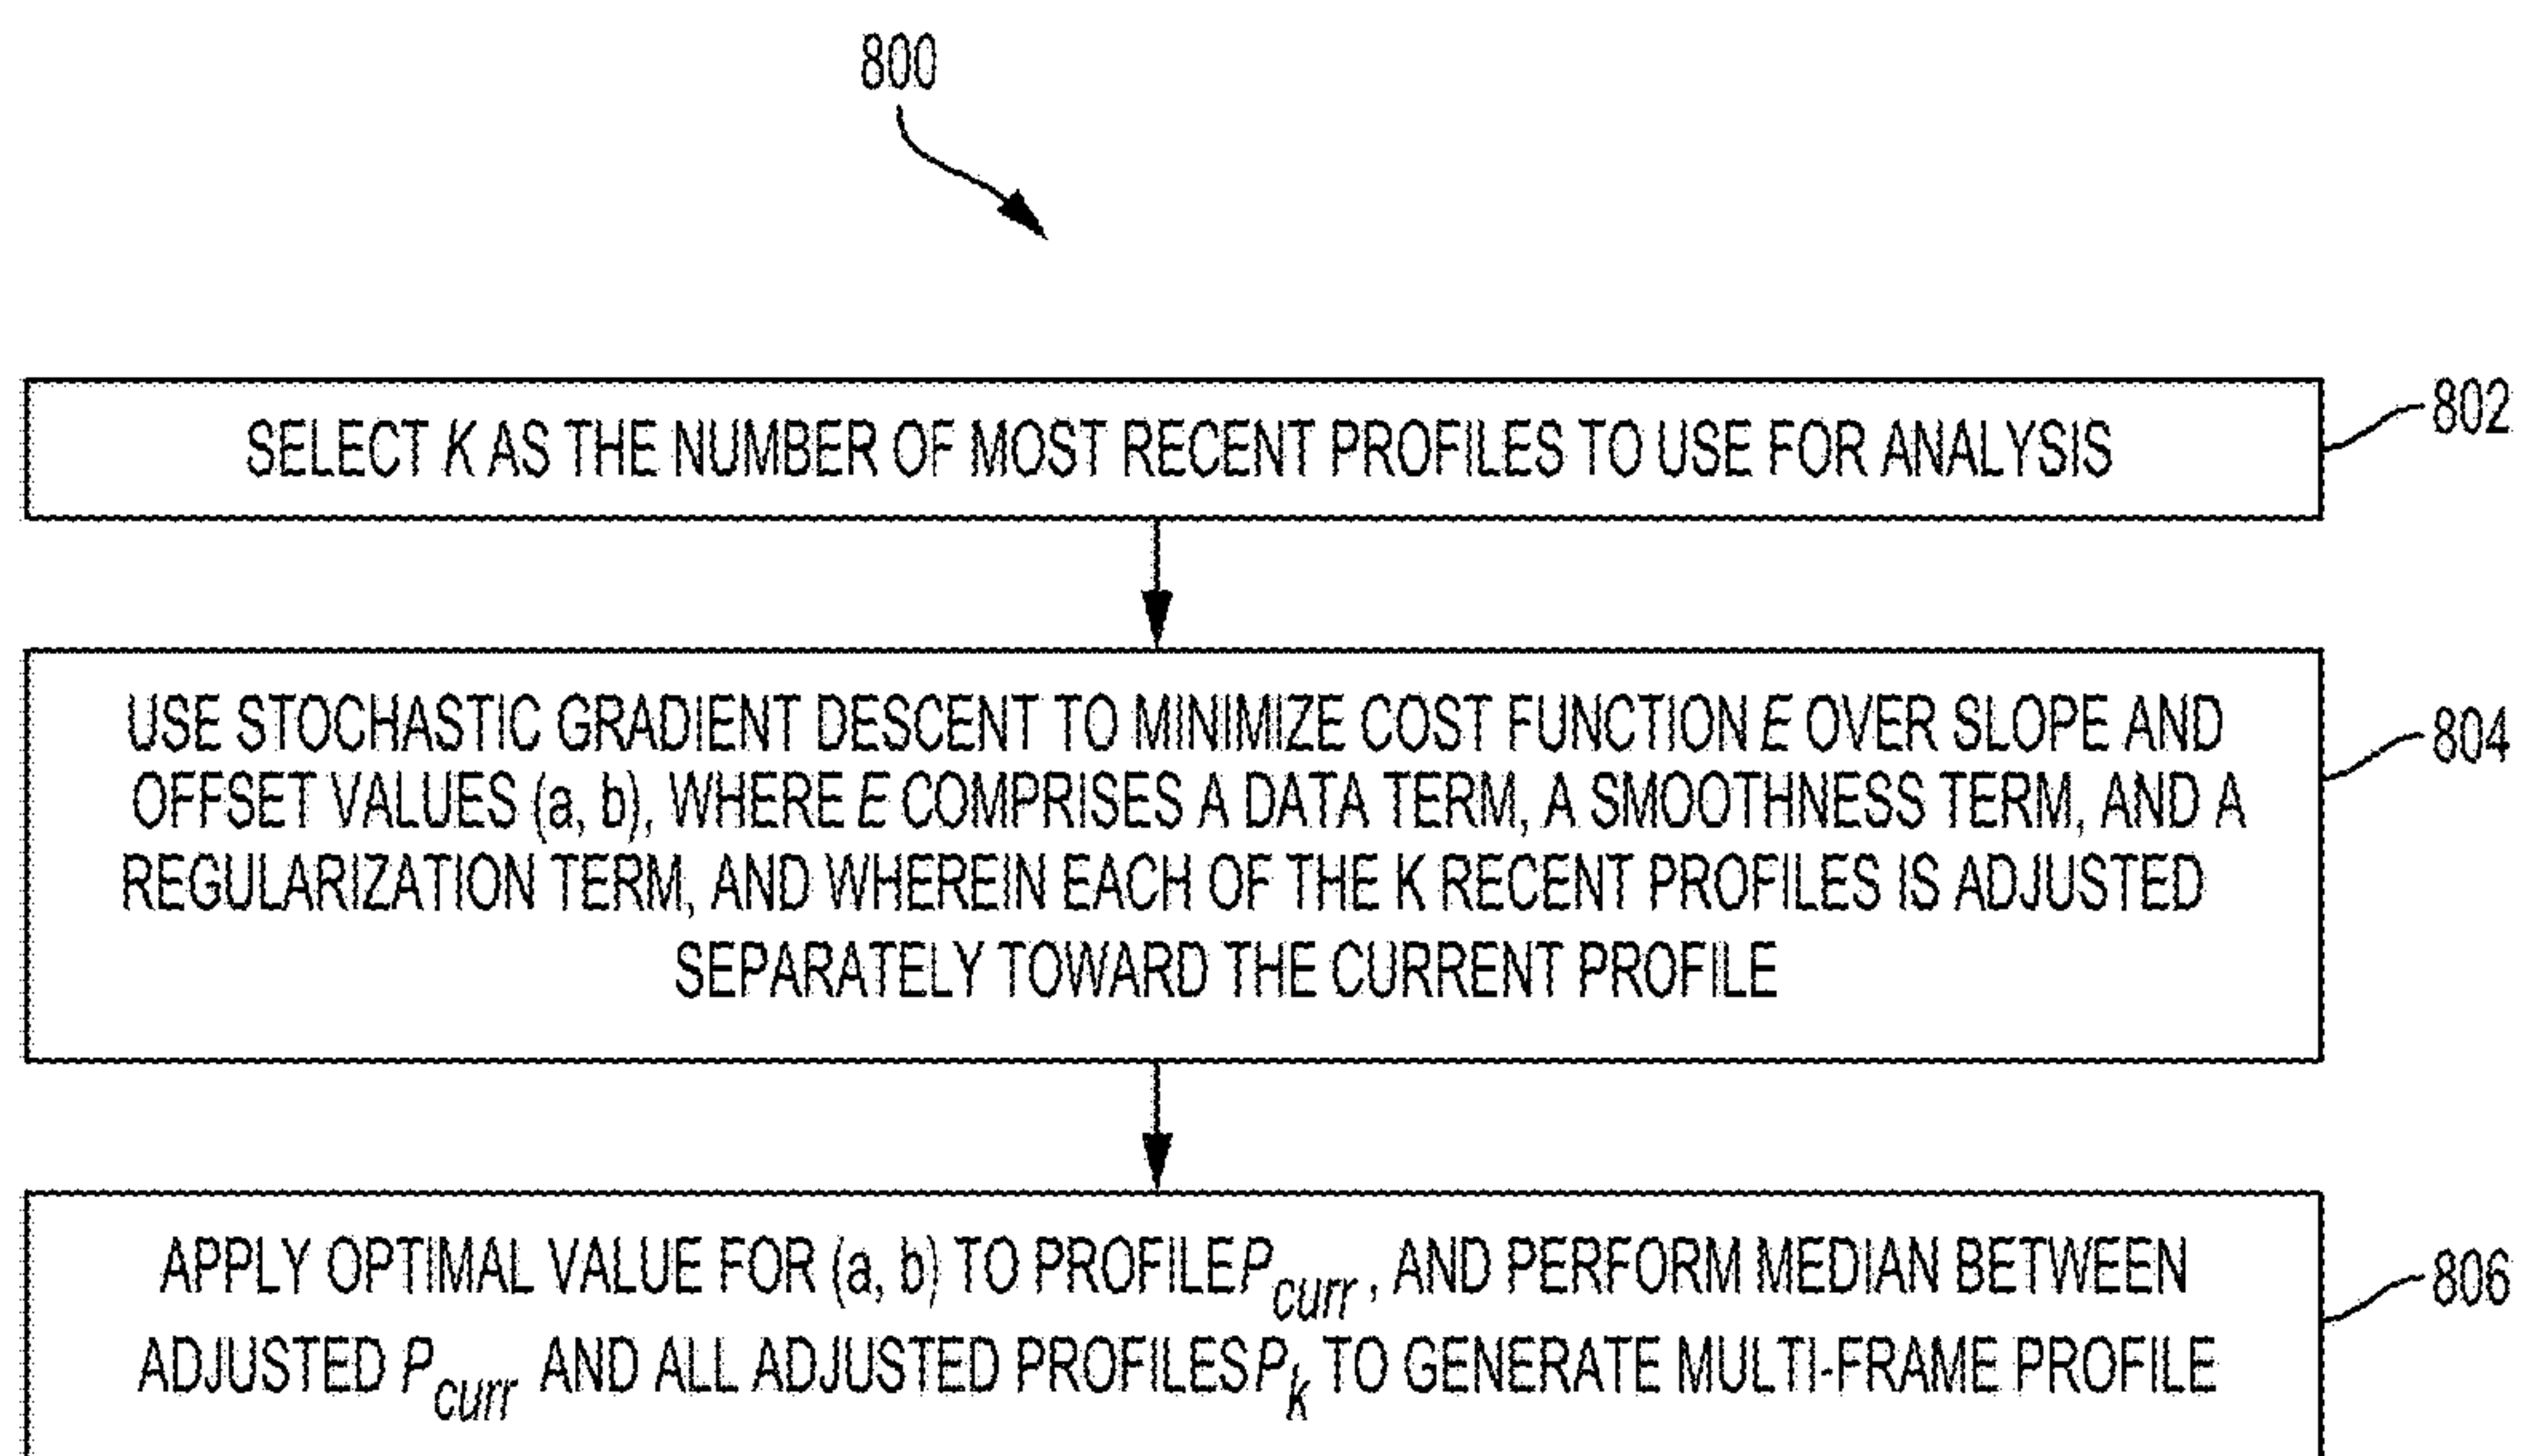 800
SELECT K AS THE NUMBER OF MOST RECENT PROFILES TO USE FOR ANALYSIS
802
USE STOCHASTIC GRADIENT DESCENT TO MINIMIZE COST FUNCTION E OVER SLOPE AND
OFFSET VALUES (a, b), WHERE E COMPRISES A DATA TERM, A SMOOTHNESS TERM, AND A
REGULARIZATION TERM, AND WHEREIN EACH OF THE K RECENT PROFILES IS ADJUSTED
SEPARATELY TOWARD THE CURRENT PROFILE
804
APPLY OPTIMAL VALUE FOR (a, b) TO PROFILE P_curr, AND PERFORM MEDIAN BETWEEN
ADJUSTED P_curr AND ALL ADJUSTED PROFILES P_k TO GENERATE MULTI-FRAME PROFILE
806